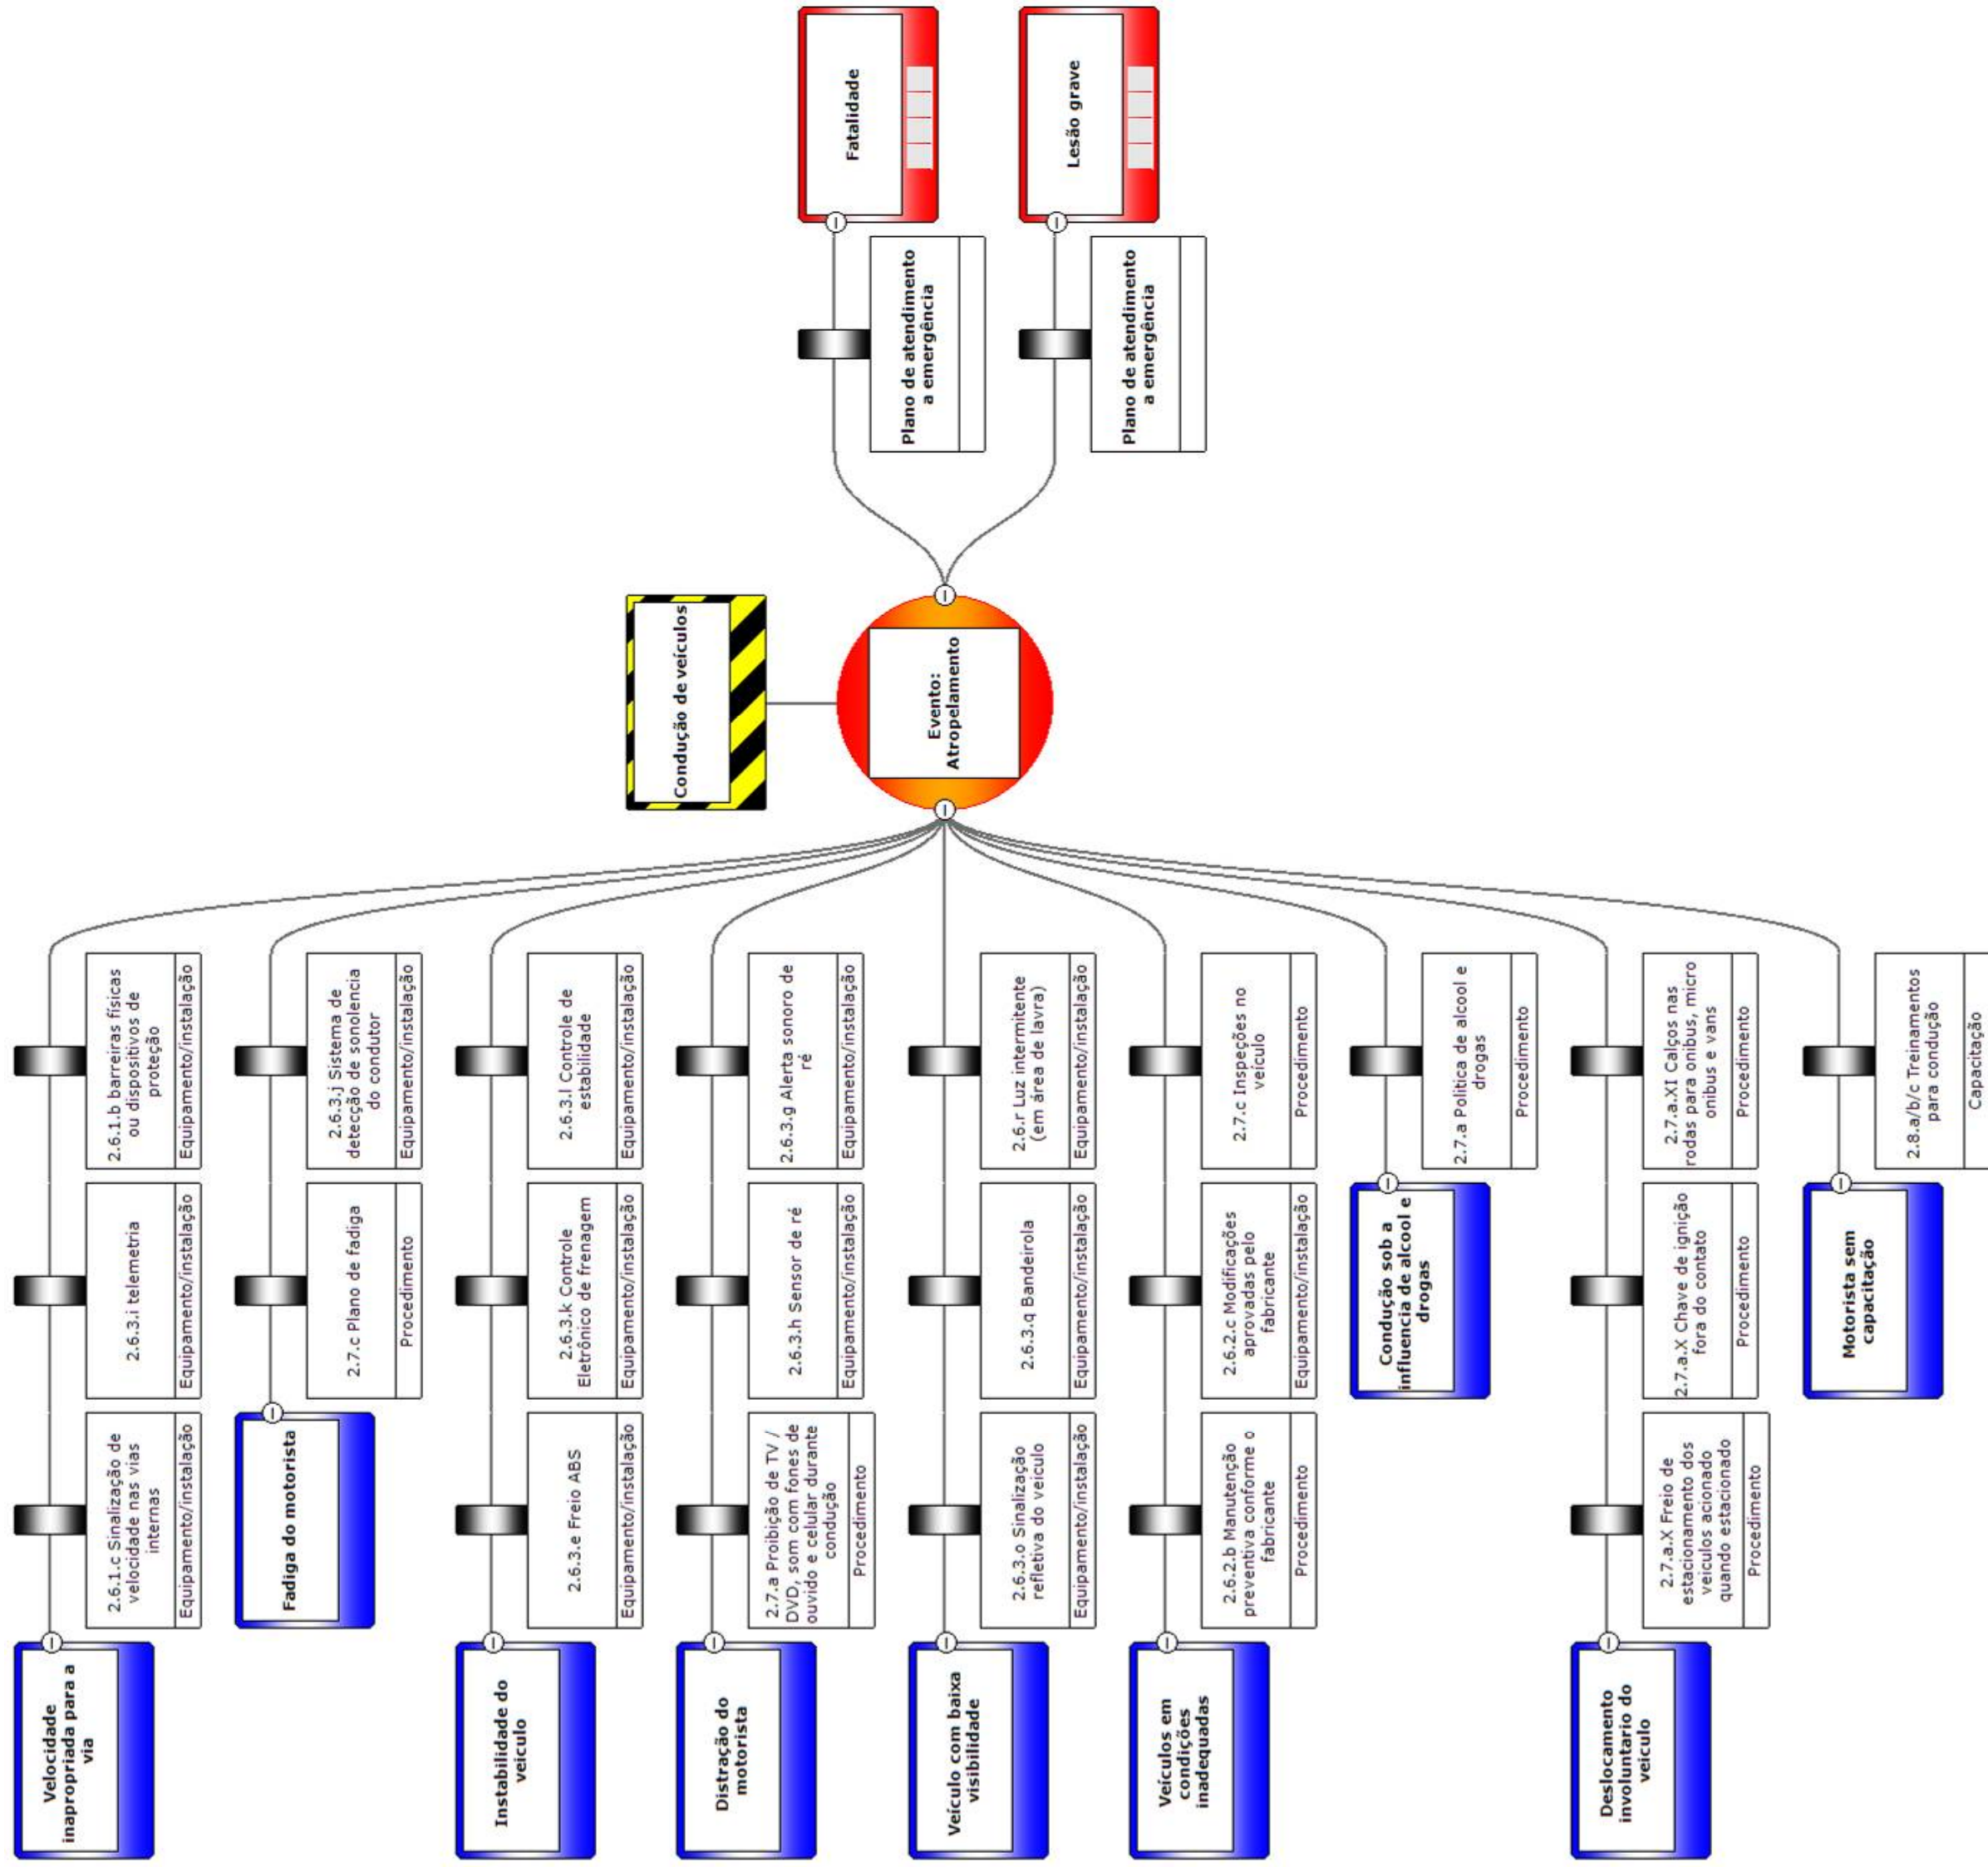 Velocidade
inapropriada para a
via
2.6.1.c Sinalização de
velocidade nas vias
internas
Equipamento/instalação
2.6.3.i telemetria
Equipamento/instalação
2.6.1.b barreiras físicas
ou dispositivos de
proteção
Equipamento/instalação
Fadiga do motorista
2.7.c Plano de fadiga
Procedimento
2.6.3.j Sistema de
detecção de sonolencia
do condutor
Equipamento/instalação
Instabilidade do
veiculo
2.6.3.e Freio ABS
Equipamento/instalação
2.6.3.k Controle
Eletrônico de frenagem
Equipamento/instalação
2.6.3.l Controle de
estabilidade
Equipamento/instalação
Distração do
motorista
2.7.a Proibição de TV /
DVD, som com fones de
ouvido e celular durante
condução
Procedimento
2.6.3.h Sensor de ré
Equipamento/instalação
2.6.3.g Alerta sonoro de
ré
Equipamento/instalação
Veículo com baixa
visibilidade
2.6.3.o Sinalização
refletiva do veiculo
Equipamento/instalação
2.6.3.q Bandeirola
Equipamento/instalação
2.6.r Luz intermitente
(em área de lavra)
Equipamento/instalação
Veículos em
condições
inadequadas
2.6.2.b Manutenção
preventiva conforme o
fabricante
Procedimento
2.6.2.c Modificações
aprovadas pelo
fabricante
Equipamento/instalação
2.7.c Inspeções no
veículo
Procedimento
Condução sob a
influencia de alcool e
drogas
2.7.a Politica de alcool e
drogas
Procedimento
Deslocamento
involuntario do
veiculo
2.7.a.X Freio de
estacionamento dos
veiculos acionado
quando estacionado
Procedimento
2.7.a.X Chave de ignição
fora do contato
Procedimento
2.7.a.XI Calços nas
rodas para onibus, micro
onibus e vans
Procedimento
Motorista sem
capacitação
2.8.a/b/c Treinamentos
para condução
Capacitação
Condução de veículos
Evento:
Atropelamento
Plano de atendimento
a emergência
Fatalidade
Plano de atendimento
a emergência
Lesão grave